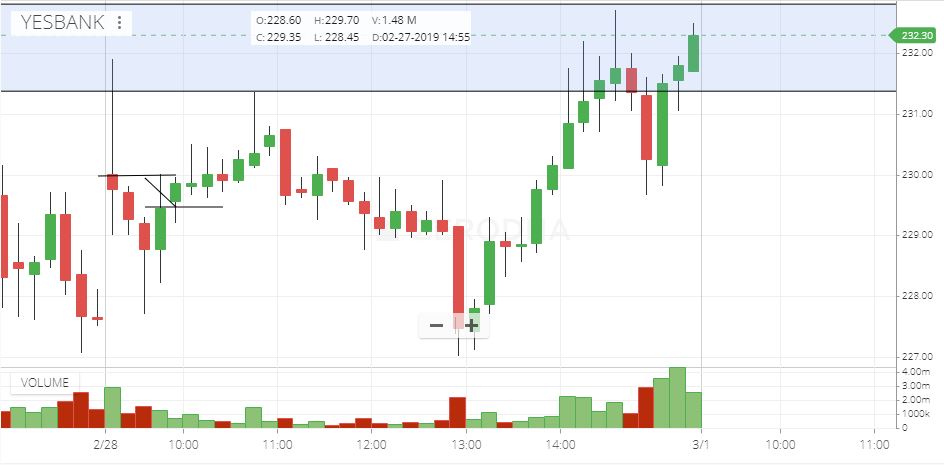 YESBANK
O:228.60 H:229.70 V:1.48 M
C:229.35 L: 228.45 D:02-27-2019 14:55
232.30
232.00
231.00
230.00
229.00
228.00
227.00
VOLUME
4.00m
3.00m
2.00m
1000k
0
2/28 10:00 11:00 12:00 13:00 14:00 3/1 10:00 11:00